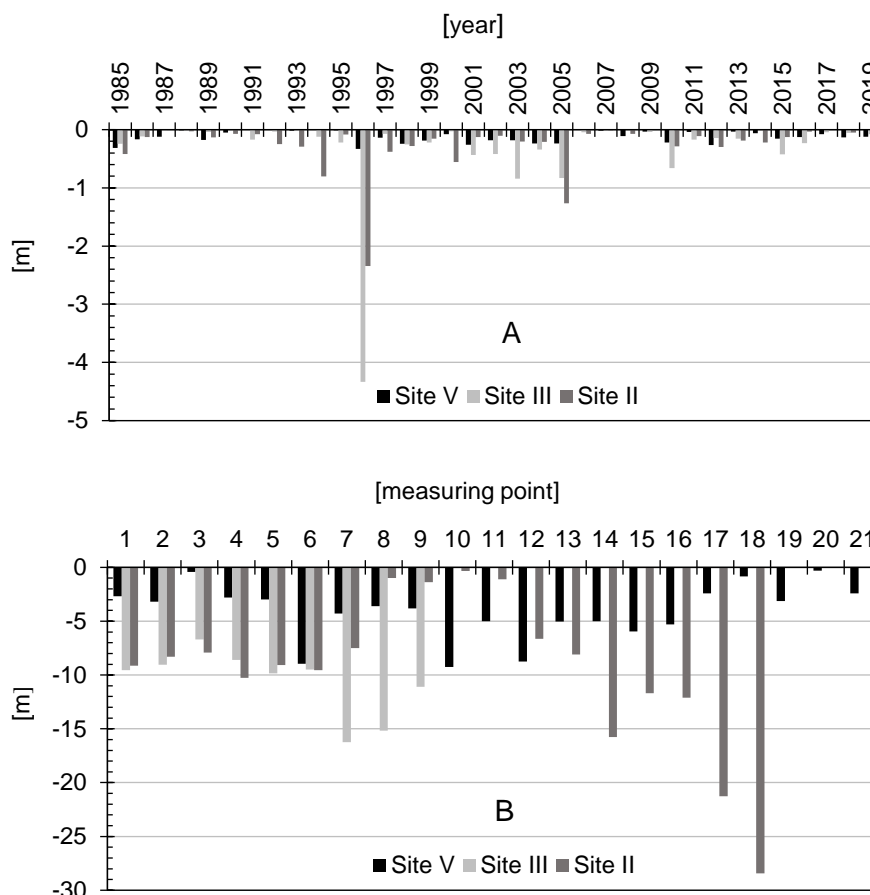 [year]
1985 1987 1989 1991 1993 1995 1997 1999 2001 2003 2005 2007 2009 2011 2013 2015 2017 2019
0
-1
-2
-3
-4
-5
[m]
A
Site V Site III Site II
[measuring point]
1 2 3 4 5 6 7 8 9 10 11 12 13 14 15 16 17 18 19 20 21
0
-5
-10
-15
-20
-25
-30
[m]
B
Site V Site III Site II